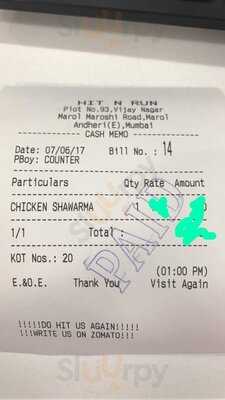 HIT N RUN
Plot No.93,Vijay Nagar
Marol Maroshi Road,Marol
Andheri(E),Mumbai
CASH MEMO
Date: 07/06/17 Bill No. : 14
PBoy: COUNTER
Particulars Qty Rate Amount
CHICKEN SHAWARMA 1
1/1 Total :
PAID
KOT Nos.: 20
(01:00 PM)
E.&O.E. Thank You Visit Again
!!!!!DO HIT US AGAIN!!!!!
!!!WRITE US ON ZOMATO!!!
Sluurpy